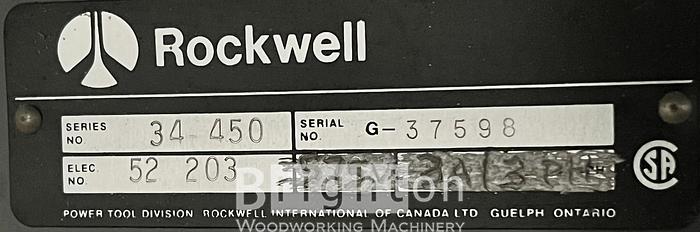 Rockwell
SERIES NO. 34 450 SERIAL NO. G-37598
ELEC. NO. 52 203
Brighton
POWER TOOL DIVISION ROCKWELL INTERNATIONAL OF CANADA LTD GUELPH ONTARIO
Woodworking Machinery